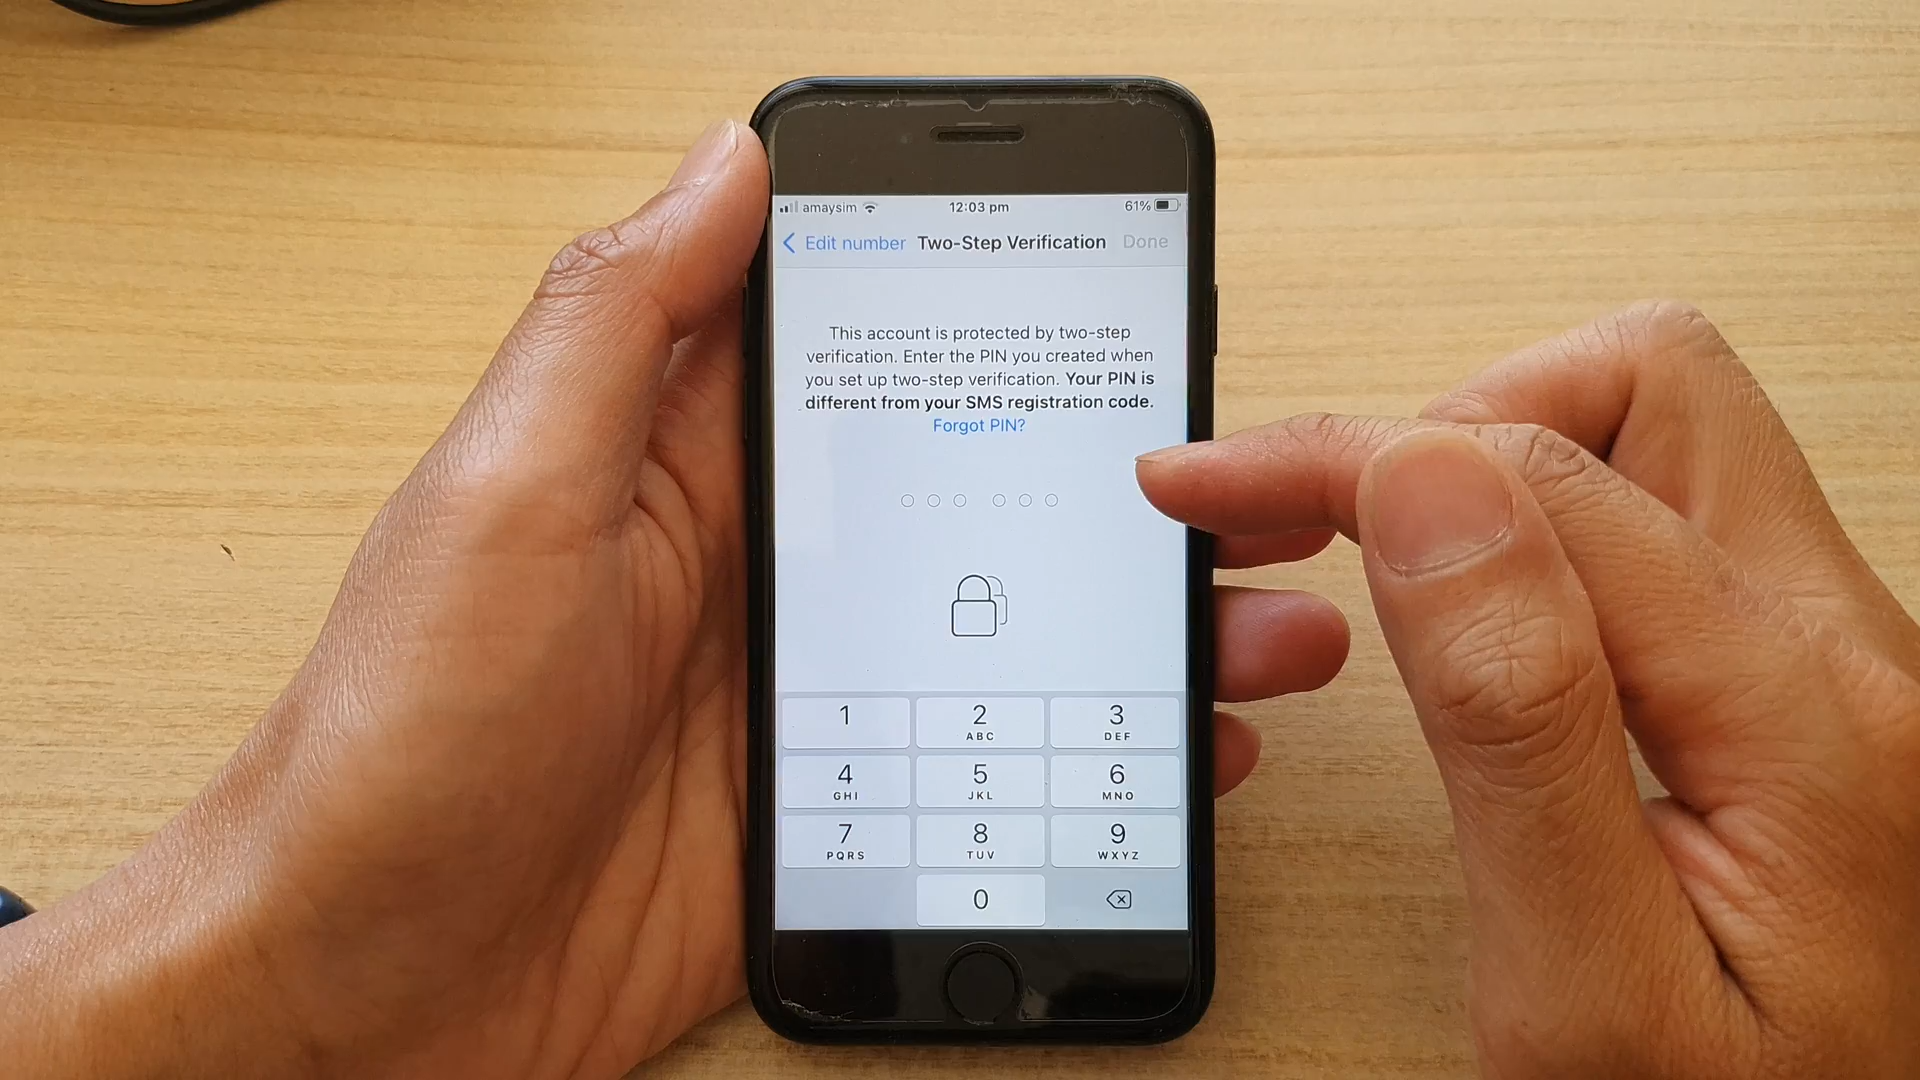 amaysim 12:03 pm 61%
Edit number Two-Step Verification Done
This account is protected by two-step
verification. Enter the PIN you created when
you set up two-step verification. Your PIN is
different from your SMS registration code.
Forgot PIN?
1 2 3
ABC DEF
4 5 6
GHI JKL MNO
7 8 9
PQRS TUV WXYZ
0